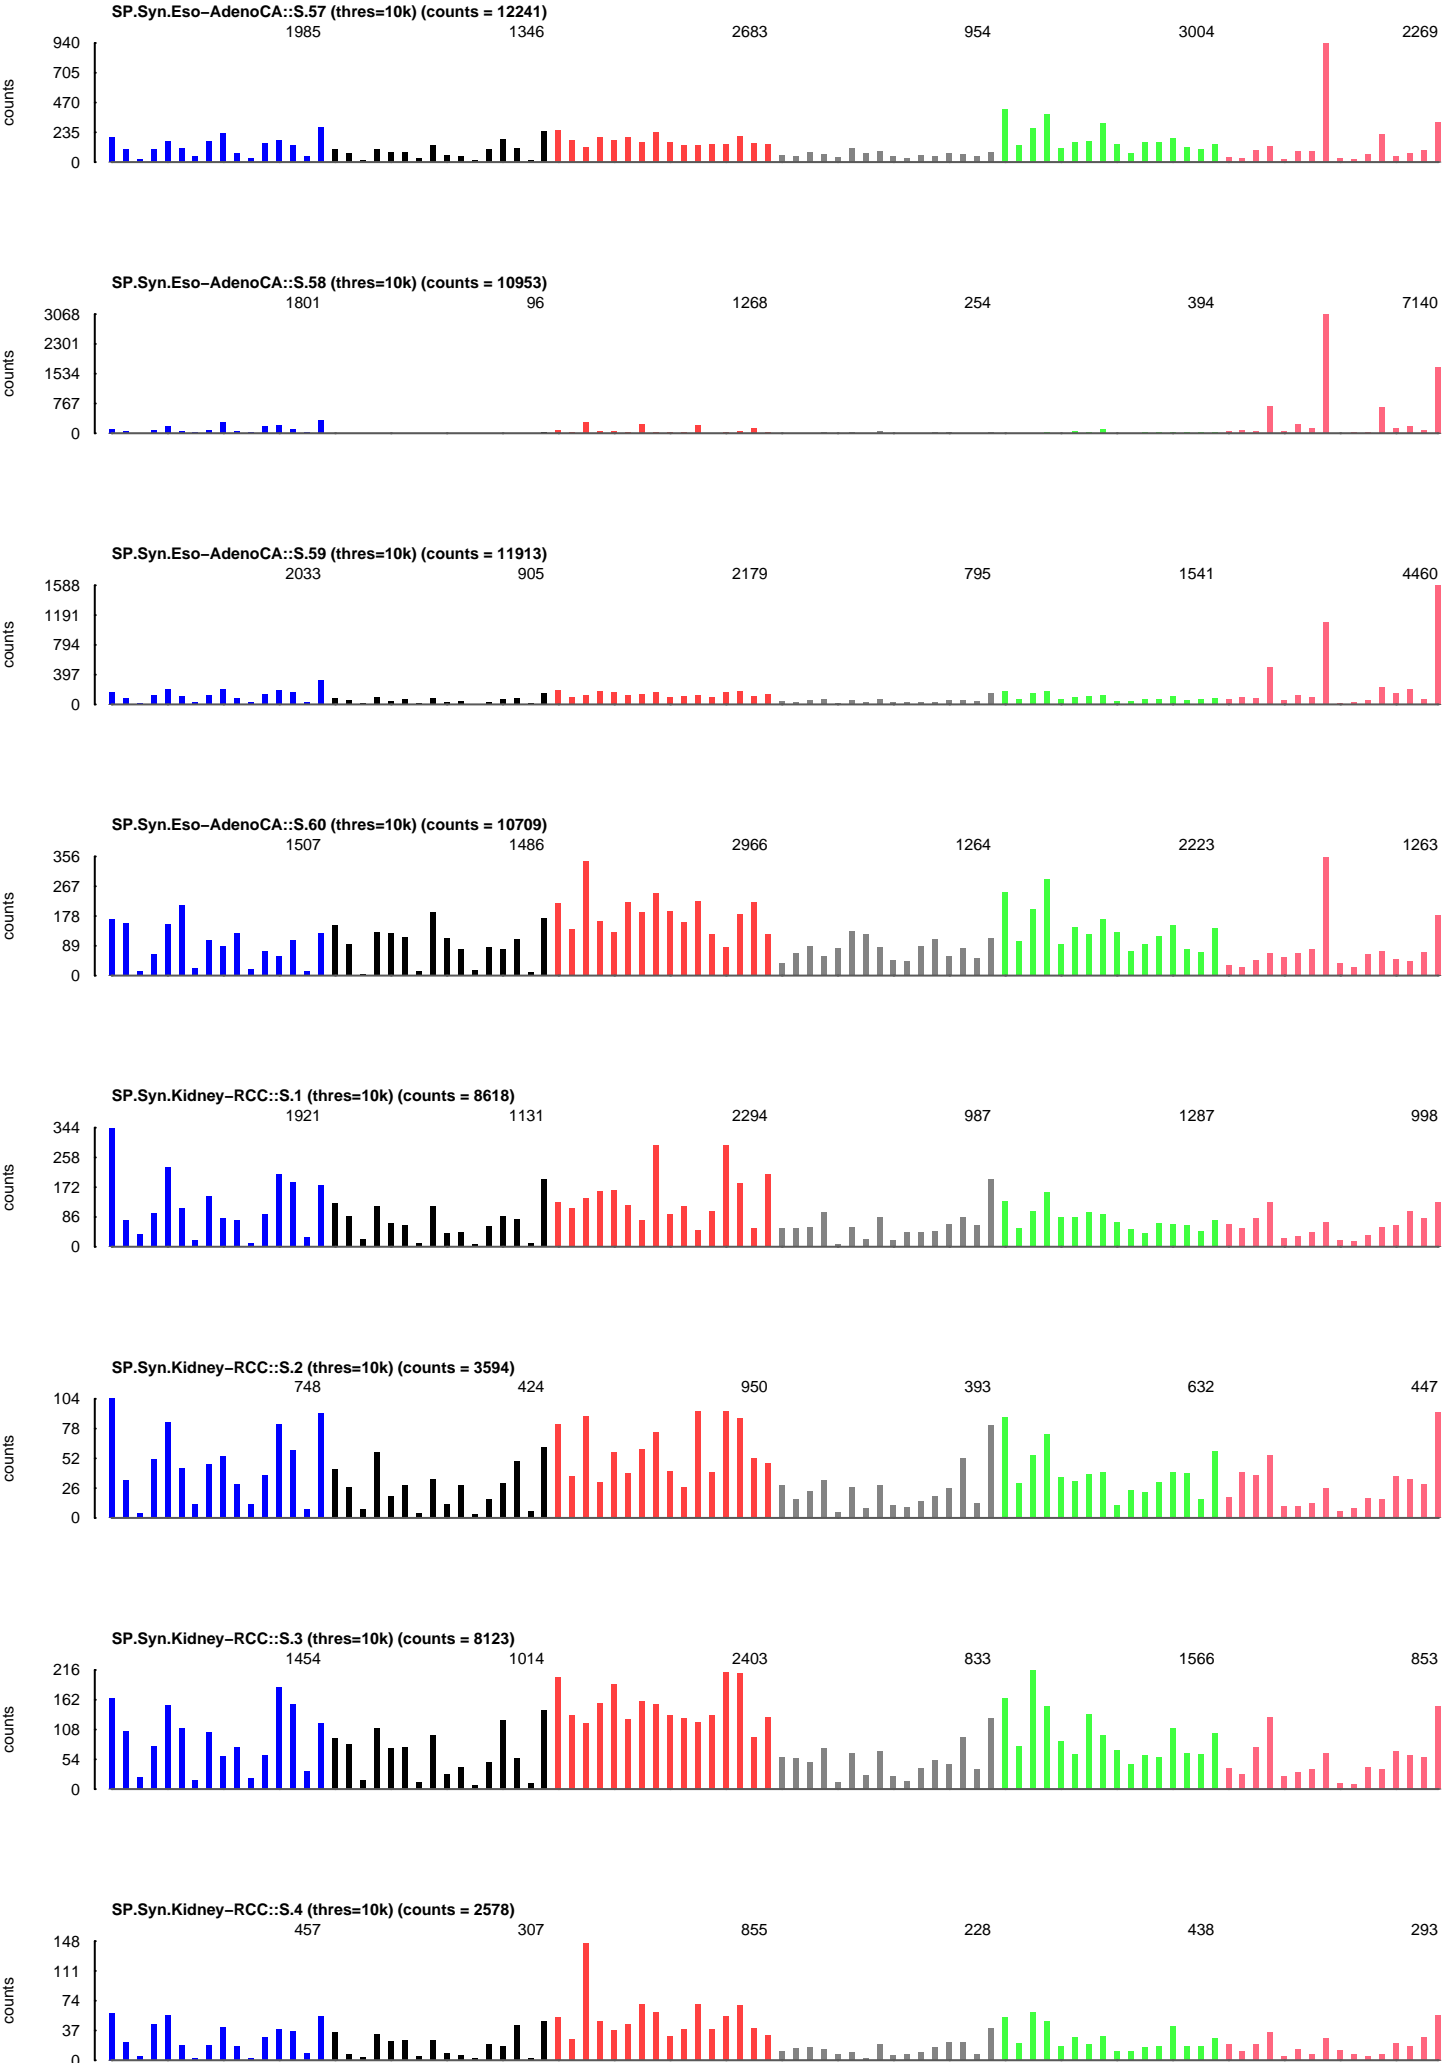 SP.Syn.Eso−AdenoCA::S.57 (thres=10k) (counts = 12241)
1985 1346 2683 954 3004 2269
940
705
470
235
0
counts
SP.Syn.Eso−AdenoCA::S.58 (thres=10k) (counts = 10953)
1801 96 1268 254 394 7140
3068
2301
1534
767
0
counts
SP.Syn.Eso−AdenoCA::S.59 (thres=10k) (counts = 11913)
2033 905 2179 795 1541 4460
1588
1191
794
397
0
counts
SP.Syn.Eso−AdenoCA::S.60 (thres=10k) (counts = 10709)
1507 1486 2966 1264 2223 1263
356
267
178
89
0
counts
SP.Syn.Kidney−RCC::S.1 (thres=10k) (counts = 8618)
1921 1131 2294 987 1287 998
344
258
172
86
0
counts
SP.Syn.Kidney−RCC::S.2 (thres=10k) (counts = 3594)
748 424 950 393 632 447
104
78
52
26
0
counts
SP.Syn.Kidney−RCC::S.3 (thres=10k) (counts = 8123)
1454 1014 2403 833 1566 853
216
162
108
54
0
counts
SP.Syn.Kidney−RCC::S.4 (thres=10k) (counts = 2578)
457 307 855 228 438 293
148
111
74
37
0
counts